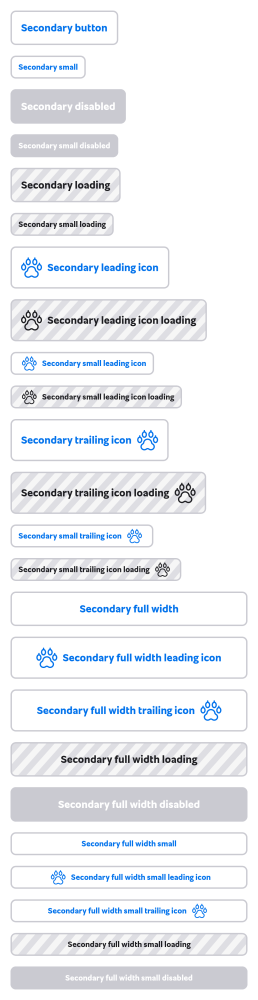 Secondary button
Secondary small
Secondary disabled
Secondary small disabled
Secondary loading
Secondary small loading
Secondary leading icon
Secondary leading icon loading
Secondary small leading icon
Secondary small leading icon loading
Secondary trailing icon
Secondary trailing icon loading
Secondary small trailing icon
Secondary small trailing icon loading
Secondary full width
Secondary full width leading icon
Secondary full width trailing icon
Secondary full width loading
Secondary full width disabled
Secondary full width small
Secondary full width small leading icon
Secondary full width small trailing icon
Secondary full width small loading
Secondary full width small disabled